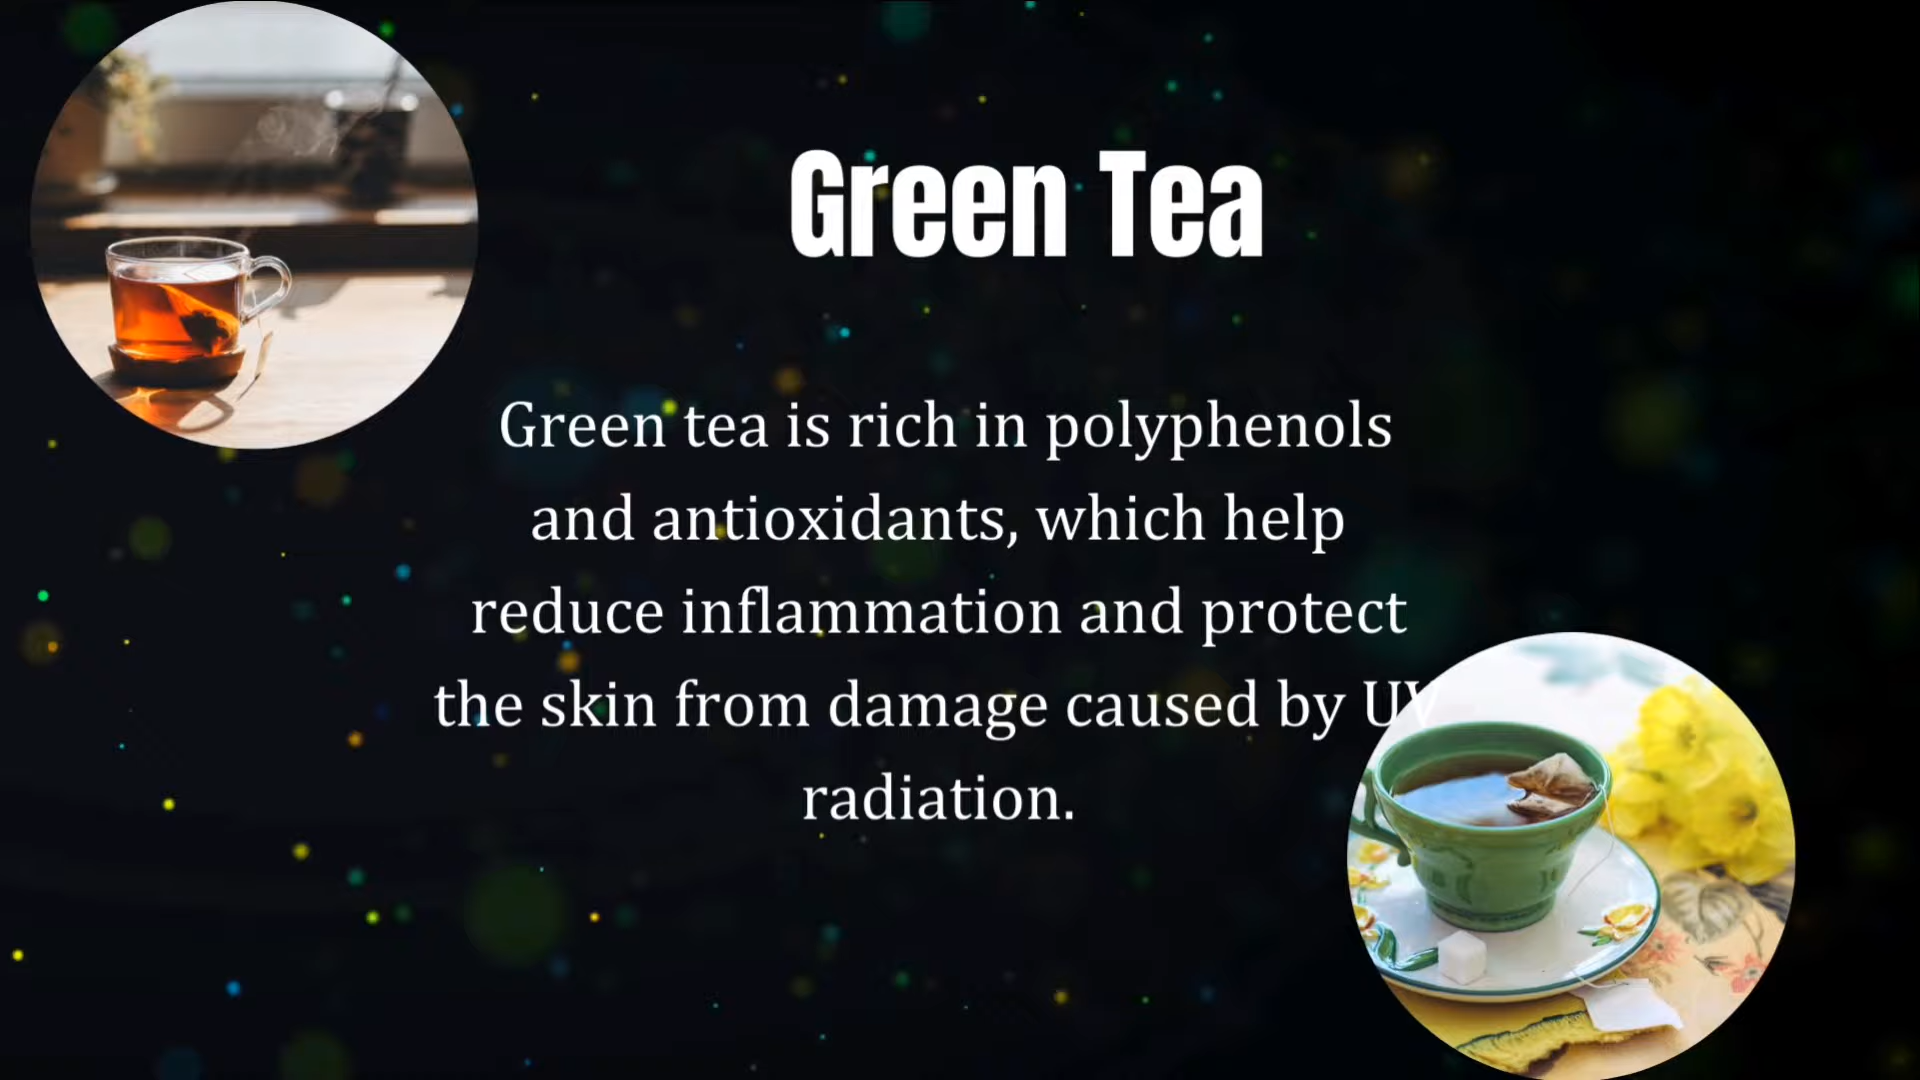 Green Tea
Green tea is rich in polyphenols
and antioxidants, which help
reduce inflammation and protect
the skin from damage caused by UV
radiation.